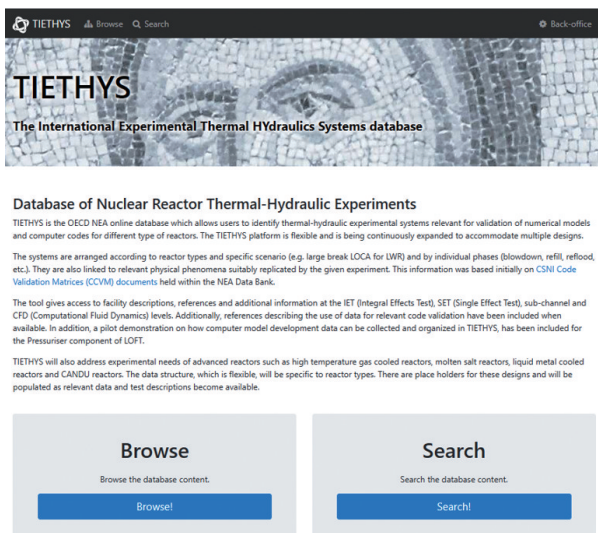 TIETHYS Browse Search Back-office
TIETHYS
The International Experimental Thermal HYdraulics Systems database
Database of Nuclear Reactor Thermal-Hydraulic Experiments
TIETHYS is the OECD NEA online database which allows users to identify thermal-hydraulic experimental systems relevant for validation of numerical models
and computer codes for different type of reactors. The TIETHYS platform is flexible and is being continuously expanded to accommodate multiple designs.
The systems are arranged according to reactor types and specific scenario (e.g. large break LOCA for LWR) and by individual phases (blowdown, refill, reflood,
etc.). They are also linked to relevant physical phenomena suitably replicated by the given experiment. This information was based initially on CSNI Code
Validation Matrices (CCVM) documents held within the NEA Data Bank.
The tool gives access to facility descriptions, references and additional information at the IET (Integral Effects Test), SET (Single Effect Test), sub-channel and
CFD (Computational Fluid Dynamics) levels. Additionally, references describing the use of data for relevant code validation have been included when
available. In addition, a pilot demonstration on how computer model development data can be collected and organized in TIETHYS, has been included for
the Pressuriser component of LOFT.
TIETHYS will also address experimental needs of advanced reactors such as high temperature gas cooled reactors, molten salt reactors, liquid metal cooled
reactors and CANDU reactors. The data structure, which is flexible, will be specific to reactor types. There are place holders for these designs and will be
populated as relevant data and test descriptions become available.
Browse
Browse the database content.
Browse!
Search
Search the database content.
Search!